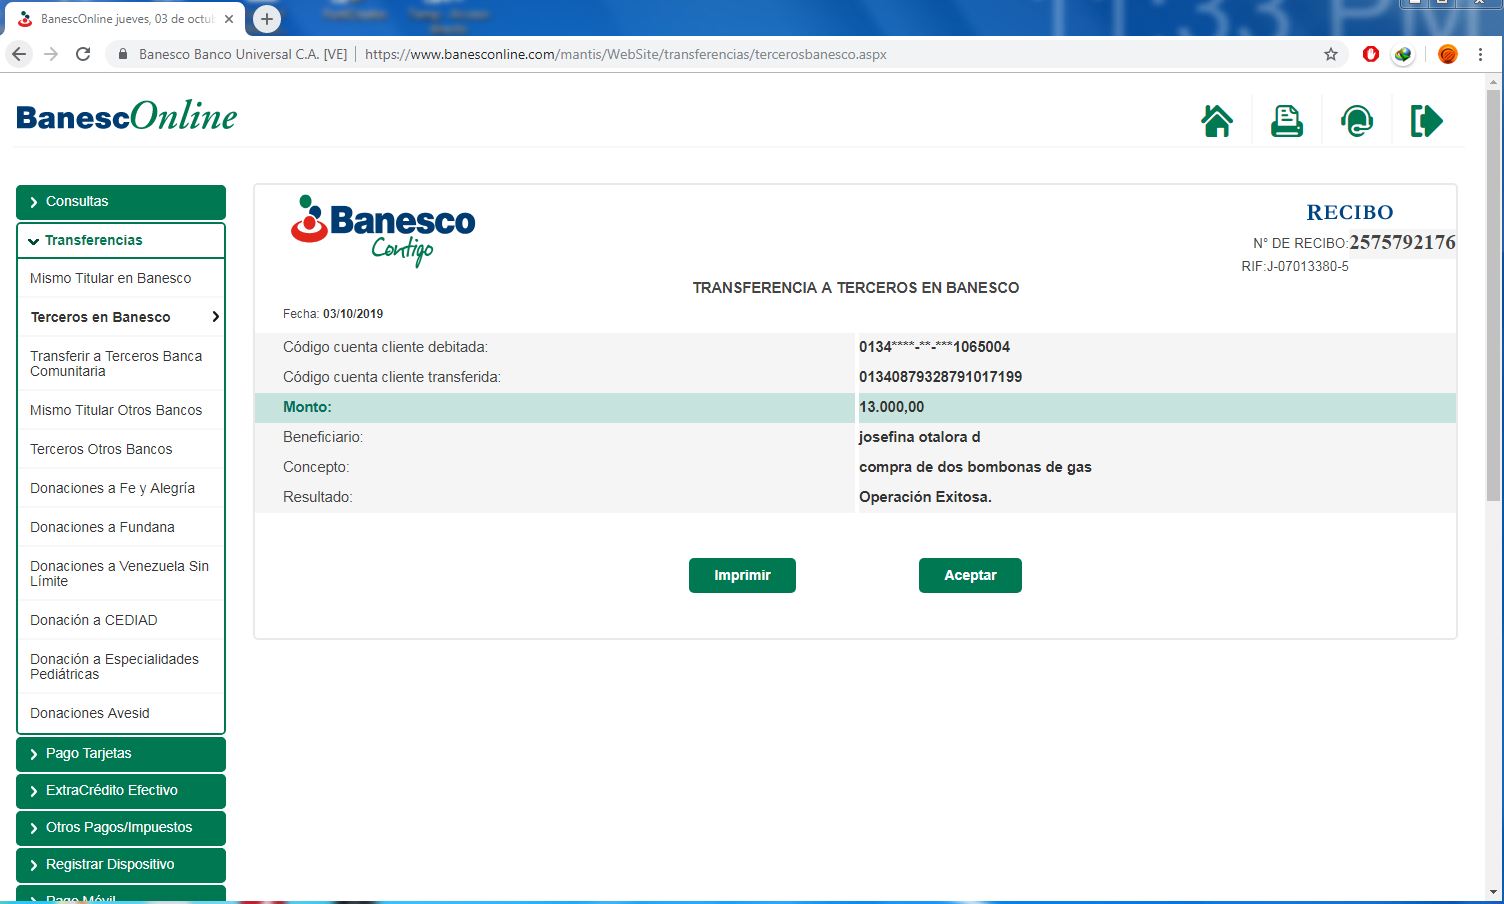 11:33 PM
BanescOnline jueves, 03 de octub
Banesco Banco Universal C.A. [VE] | https://www.banesconline.com/mantis/WebSite/transferencias/tercerosbanesco.aspx
BanescOnline
Consultas
Transferencias
Mismo Titular en Banesco
Terceros en Banesco
Transferir a Terceros Banca
Comunitaria
Mismo Titular Otros Bancos
Terceros Otros Bancos
Donaciones a Fe y Alegría
Donaciones a Fundana
Donaciones a Venezuela Sin
Límite
Donación a CEDIAD
Donación a Especialidades
Pediátricas
Donaciones Avesid
Pago Tarjetas
ExtraCrédito Efectivo
Otros Pagos/Impuestos
Registrar Dispositivo
Pago Móvil
Banesco
Contigo
RECIBO
N° DE RECIBO:2575792176
RIF:J-07013380-5
TRANSFERENCIA A TERCEROS EN BANESCO
Fecha: 03/10/2019
Código cuenta cliente debitada: 0134****-**-***1065004
Código cuenta cliente transferida: 01340879328791017199
Monto: 13.000,00
Beneficiario: josefina otalora d
Concepto: compra de dos bombonas de gas
Resultado: Operación Exitosa.
Imprimir Aceptar